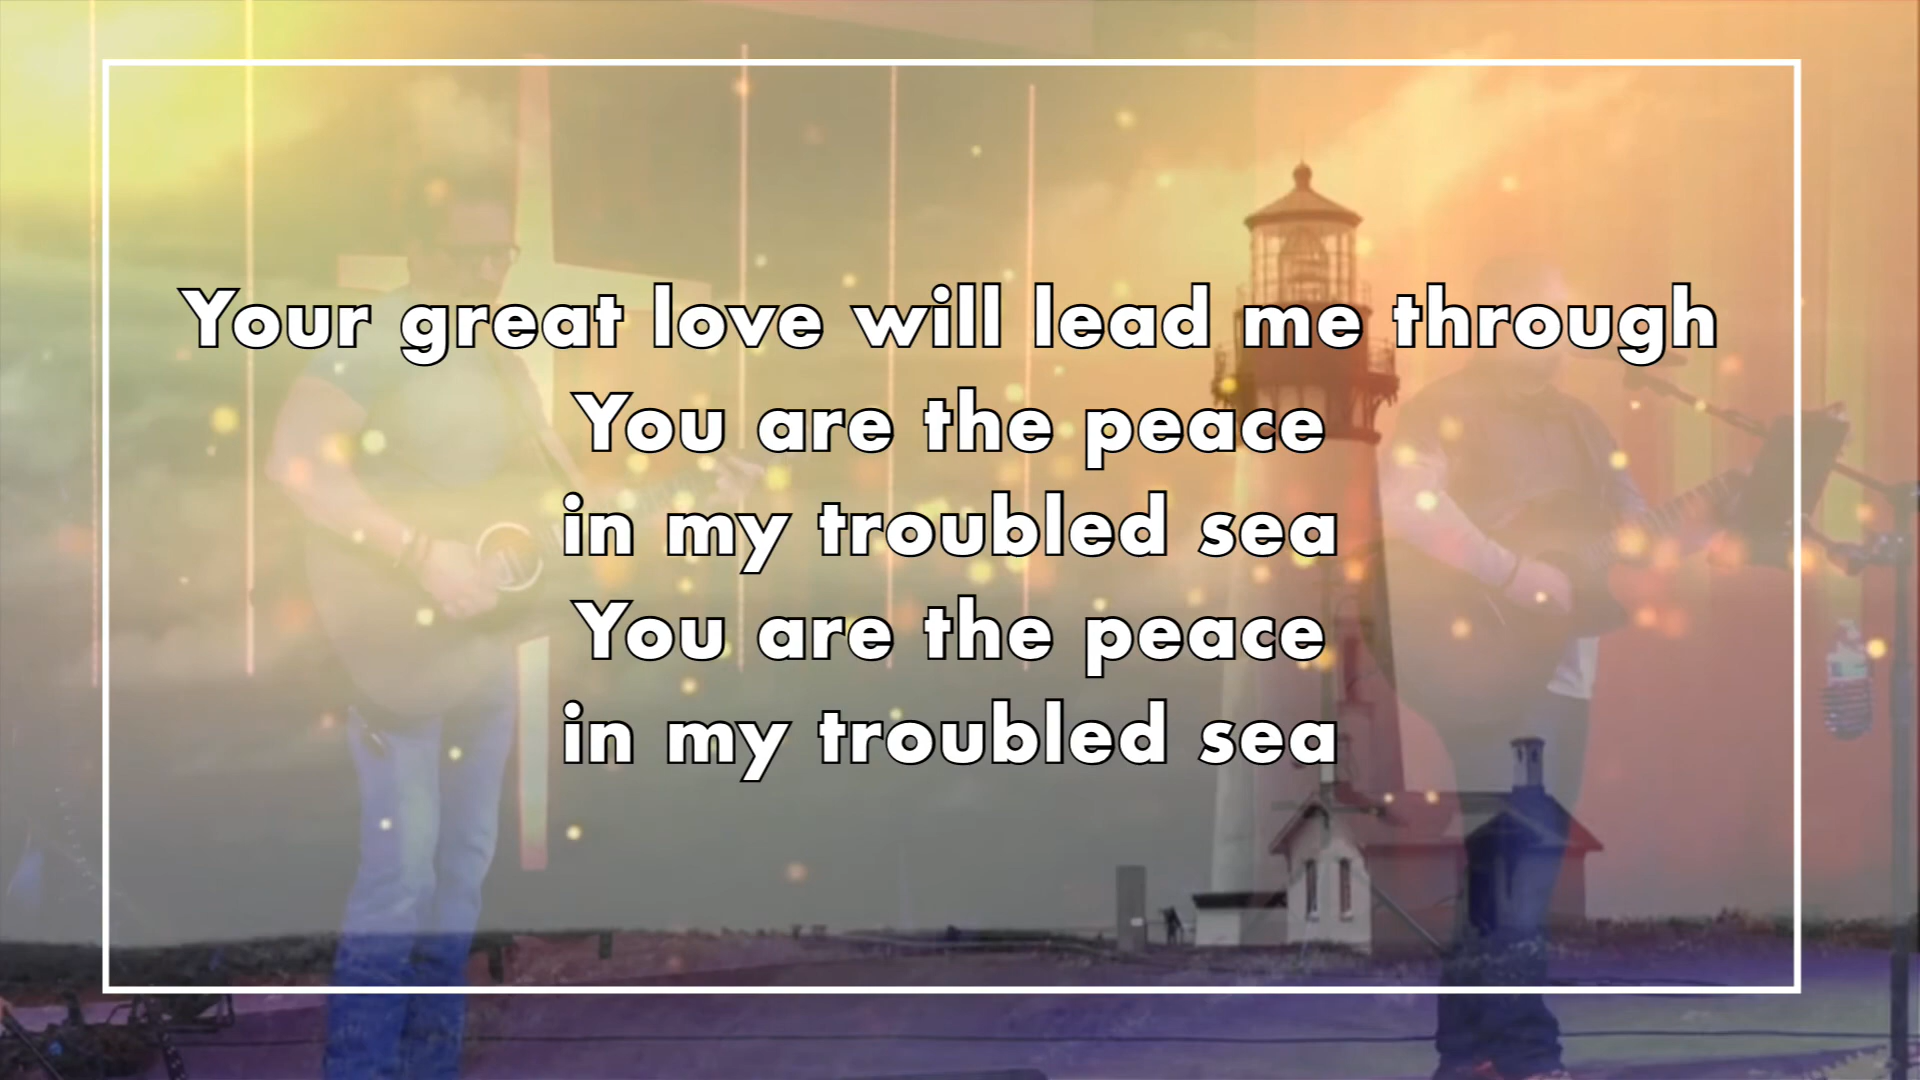 Your great love will lead me through
You are the peace
in my troubled sea
You are the peace
in my troubled sea